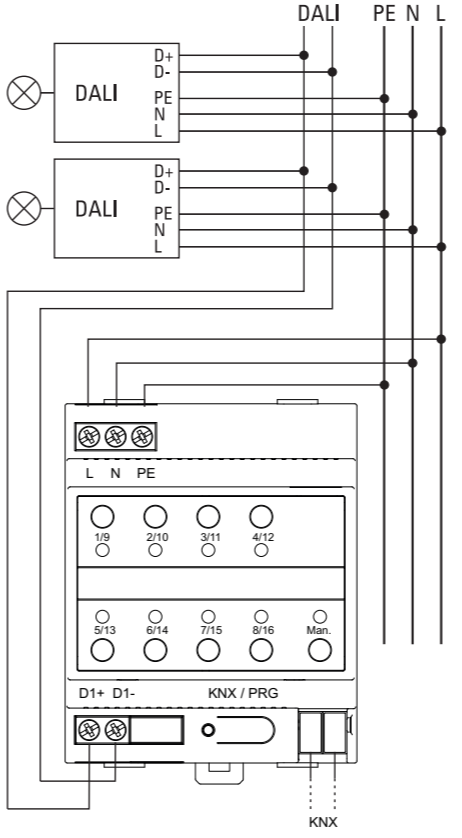 DALI PE N L
D+
D-
DALI
PE
N
L
D+
D-
DALI
PE
N
L
L N PE
1/9 2/10 3/11 4/12
5/13 6/14 7/15 8/16 Man.
D1+ D1- KNX / PRG
KNX